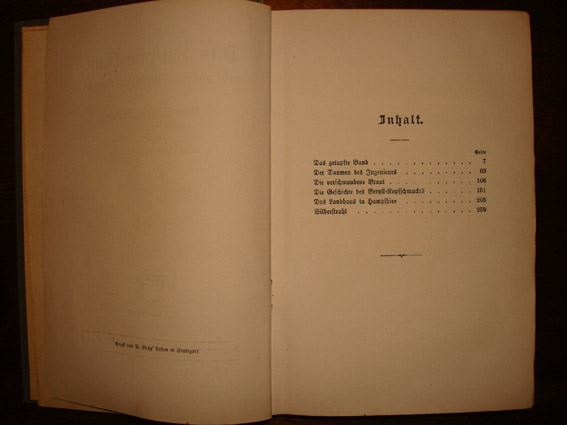 Druck von A. Bonz' Erben in Stuttgart
Inhalt.
Seite
Das getupfte Band . . . . . . . . . . . . . 7
Der Daumen des Ingenieurs . . . . . . . . . . 63
Die verschwundene Braut . . . . . . . . . . . 106
Die Geschichte des Beryll-Kopfschmuckes . . . . . . 151
Das Landhaus in Hampshire . . . . . . . . . 205
Silberstrahl . . . . . . . . . . . . . . 259